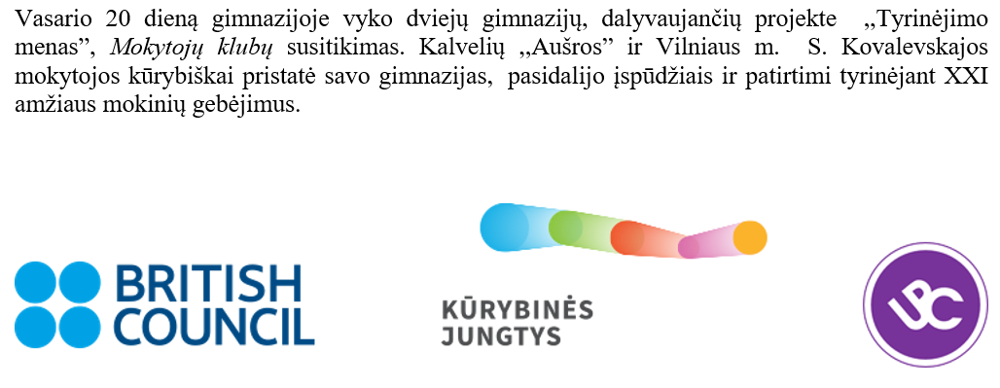 Vasario 20 dieną gimnazijoje vyko dviejų gimnazijų, dalyvaujančių projekte ,,Tyrinėjimo
menas”, Mokytojų klubų susitikimas. Kalvelių ,,Aušros” ir Vilniaus m. S. Kovalevskajos
mokytojos kūrybiškai pristatė savo gimnazijas, pasidalijo įspūdžiais ir patirtimi tyrinėjant XXI
amžiaus mokinių gebėjimus.
BRITISH
COUNCIL
KŪRYBINĖS
JUNGTYS
UPC